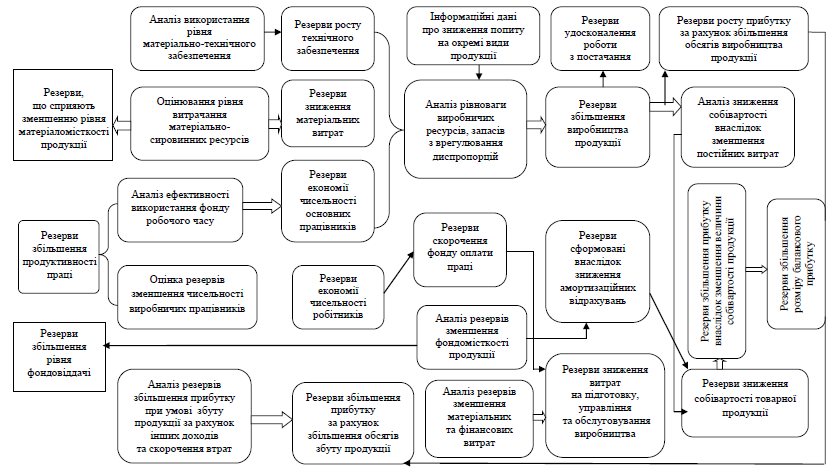 Аналіз використання
рівня
матеріально-технічного
забезпечення
Резерви росту
технічного
забезпечення
Інформаційні дані
про зниження попиту
на окремі види
продукції
Резерви
удосконалення
роботи
з постачання
Резерви росту прибутку
за рахунок збільшення
обсягів виробництва
продукції
Резерви,
що сприяють
зменшенню рівня
матеріаломісткості
продукції
Оцінювання рівня
витрачання
матеріально-
сировинних ресурсів
Резерви
зниження
матеріальних
витрат
Аналіз рівноваги
виробничих
ресурсів, запасів
з врегулювання
диспропорцій
Резерви
збільшення
виробництва
продукції
Аналіз зниження
собівартості
внаслідок
зменшення
постійних витрат
Резерви
збільшення
продуктивності
праці
Аналіз ефективності
використання фонду
робочого часу
Резерви
економії
чисельності
основних
працівників
Оцінка резервів
зменшення чисельності
виробничих працівників
Резерви
економії
чисельності
робітників
Резерви
скорочення
фонду оплати
праці
Резерви
сформовані
внаслідок
зниження
амортизаційних
відрахувань
Резерви збільшення прибутку
внаслідок зменшення величини
собівартості продукції
Резерви збільшення
розміру балансового
прибутку
Резерви
збільшення
рівня
фондовіддачі
Аналіз резервів
зменшення
фондомісткості
продукції
Аналіз резервів
збільшення прибутку
при умові збуту
продукції за рахунок
інших доходів
та скорочення втрат
Резерви збільшення
прибутку
за рахунок
збільшення обсягів
збуту продукції
Аналіз резервів
зменшення
матеріальних
та фінансових
витрат
Резерви зниження
витрат
на підготовку,
управління
та обслуговування
виробництва
Резерви зниження
собівартості товарної
продукції